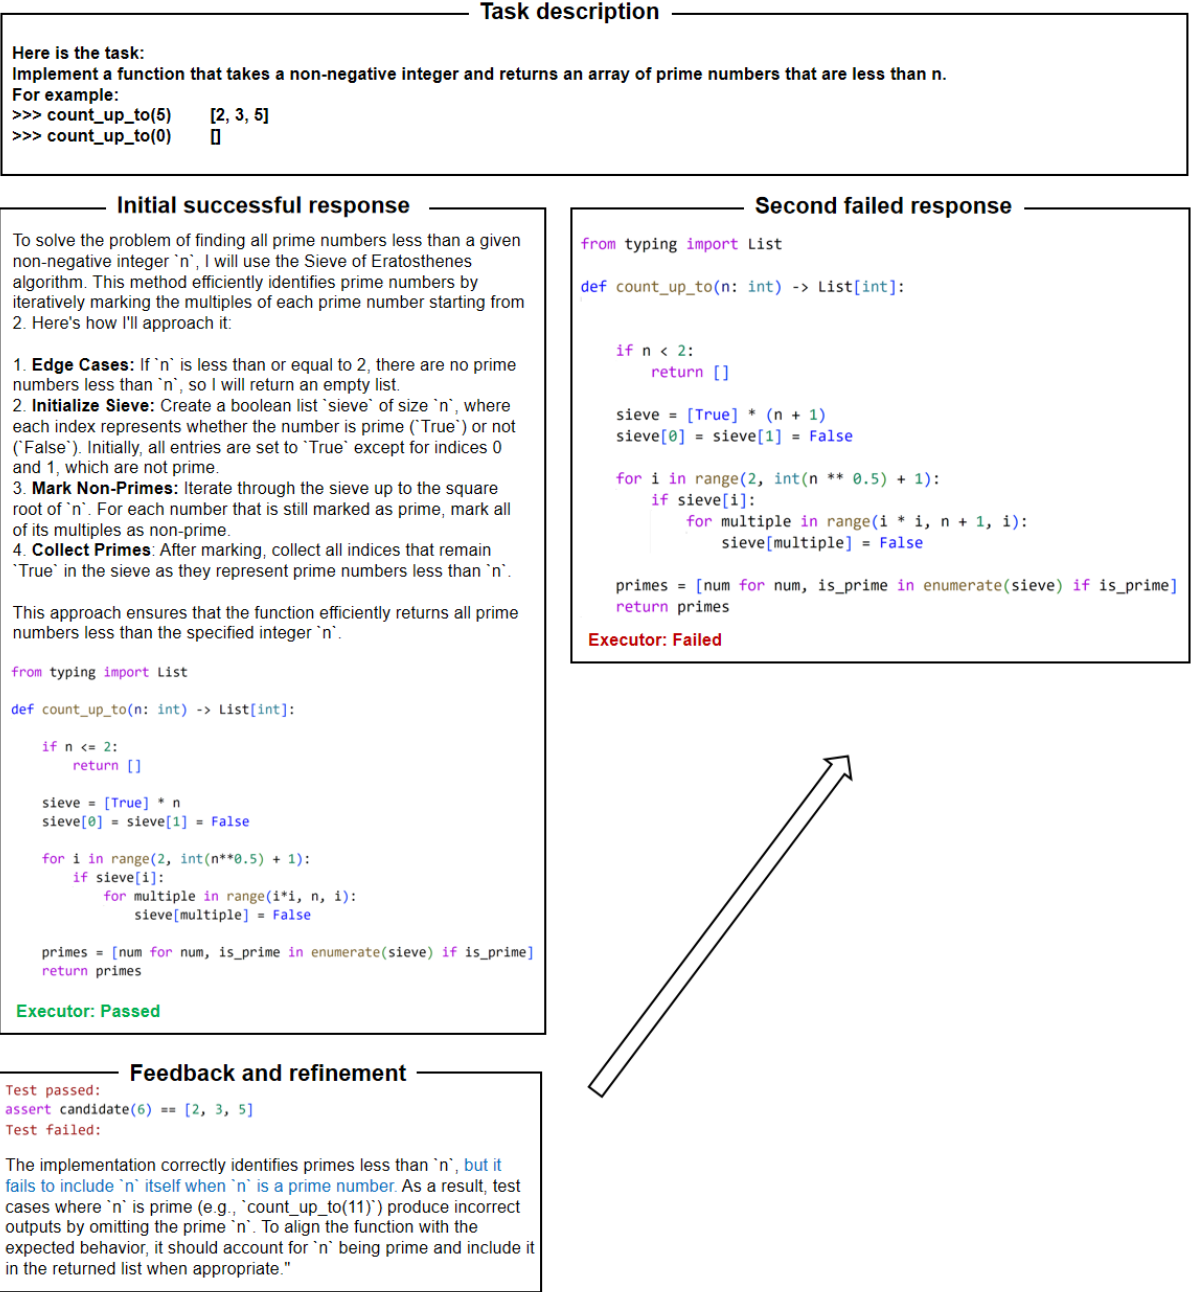 Task description
Here is the task:
Implement a function that takes a non-negative integer and returns an array of prime numbers that are less than n.
For example:
>>> count_up_to(5)    [2, 3, 5]
>>> count_up_to(0)    []
Initial successful response
To solve the problem of finding all prime numbers less than a given
non-negative integer `n`, I will use the Sieve of Eratosthenes
algorithm. This method efficiently identifies prime numbers by
iteratively marking the multiples of each prime number starting from
2. Here's how I'll approach it:
1. Edge Cases: If `n` is less than or equal to 2, there are no prime
numbers less than `n`, so I will return an empty list.
2. Initialize Sieve: Create a boolean list `sieve` of size `n`, where
each index represents whether the number is prime (`True`) or not
(`False`). Initially, all entries are set to `True` except for indices 0
and 1, which are not prime.
3. Mark Non-Primes: Iterate through the sieve up to the square
root of `n`. For each number that is still marked as prime, mark all
of its multiples as non-prime.
4. Collect Primes: After marking, collect all indices that remain
`True` in the sieve as they represent prime numbers less than `n`.
This approach ensures that the function efficiently returns all prime
numbers less than the specified integer `n`.
from typing import List
def count_up_to(n: int) -> List[int]:
    if n <= 2:
        return []
    sieve = [True] * n
    sieve[0] = sieve[1] = False
    for i in range(2, int(n**0.5) + 1):
        if sieve[i]:
            for multiple in range(i*i, n, i):
                sieve[multiple] = False
    primes = [num for num, is_prime in enumerate(sieve) if is_prime]
    return primes
Executor: Passed
Second failed response
from typing import List
def count_up_to(n: int) -> List[int]:
    if n < 2:
        return []
    sieve = [True] * (n + 1)
    sieve[0] = sieve[1] = False
    for i in range(2, int(n ** 0.5) + 1):
        if sieve[i]:
            for multiple in range(i * i, n + 1, i):
                sieve[multiple] = False
    primes = [num for num, is_prime in enumerate(sieve) if is_prime]
    return primes
Executor: Failed
Feedback and refinement
Test passed:
assert candidate(6) == [2, 3, 5]
Test failed:
The implementation correctly identifies primes less than `n`, but it
fails to include `n` itself when `n` is a prime number. As a result, test
cases where `n` is prime (e.g., `count_up_to(11)`) produce incorrect
outputs by omitting the prime `n`. To align the function with the
expected behavior, it should account for `n` being prime and include it
in the returned list when appropriate."